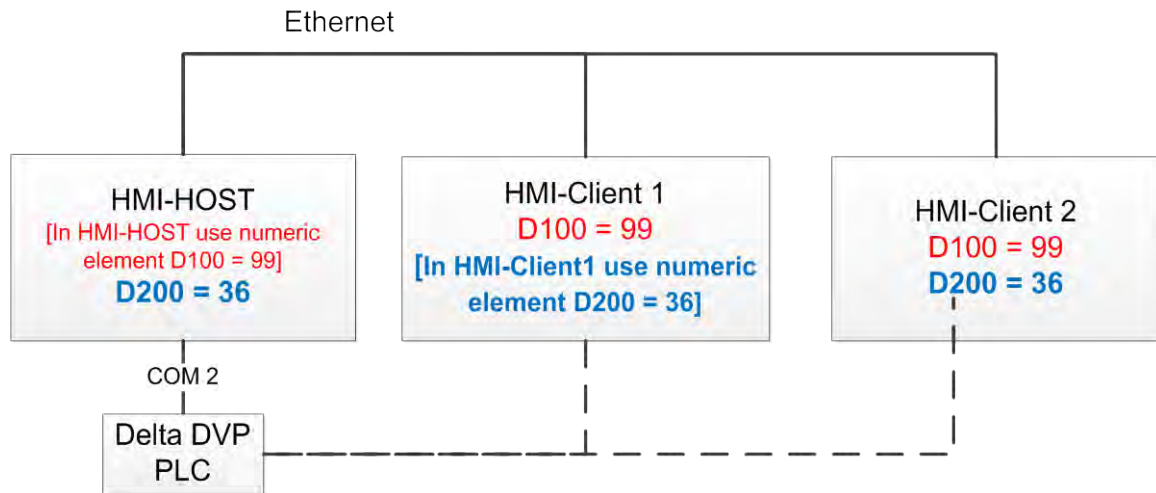 Ethernet
HMI-HOST
[In HMI-HOST use numeric
element D100 = 99]
D200 = 36
HMI-Client 1
D100 = 99
[In HMI-Client1 use numeric
element D200 = 36]
HMI-Client 2
D100 = 99
D200 = 36
COM 2
Delta DVP
PLC